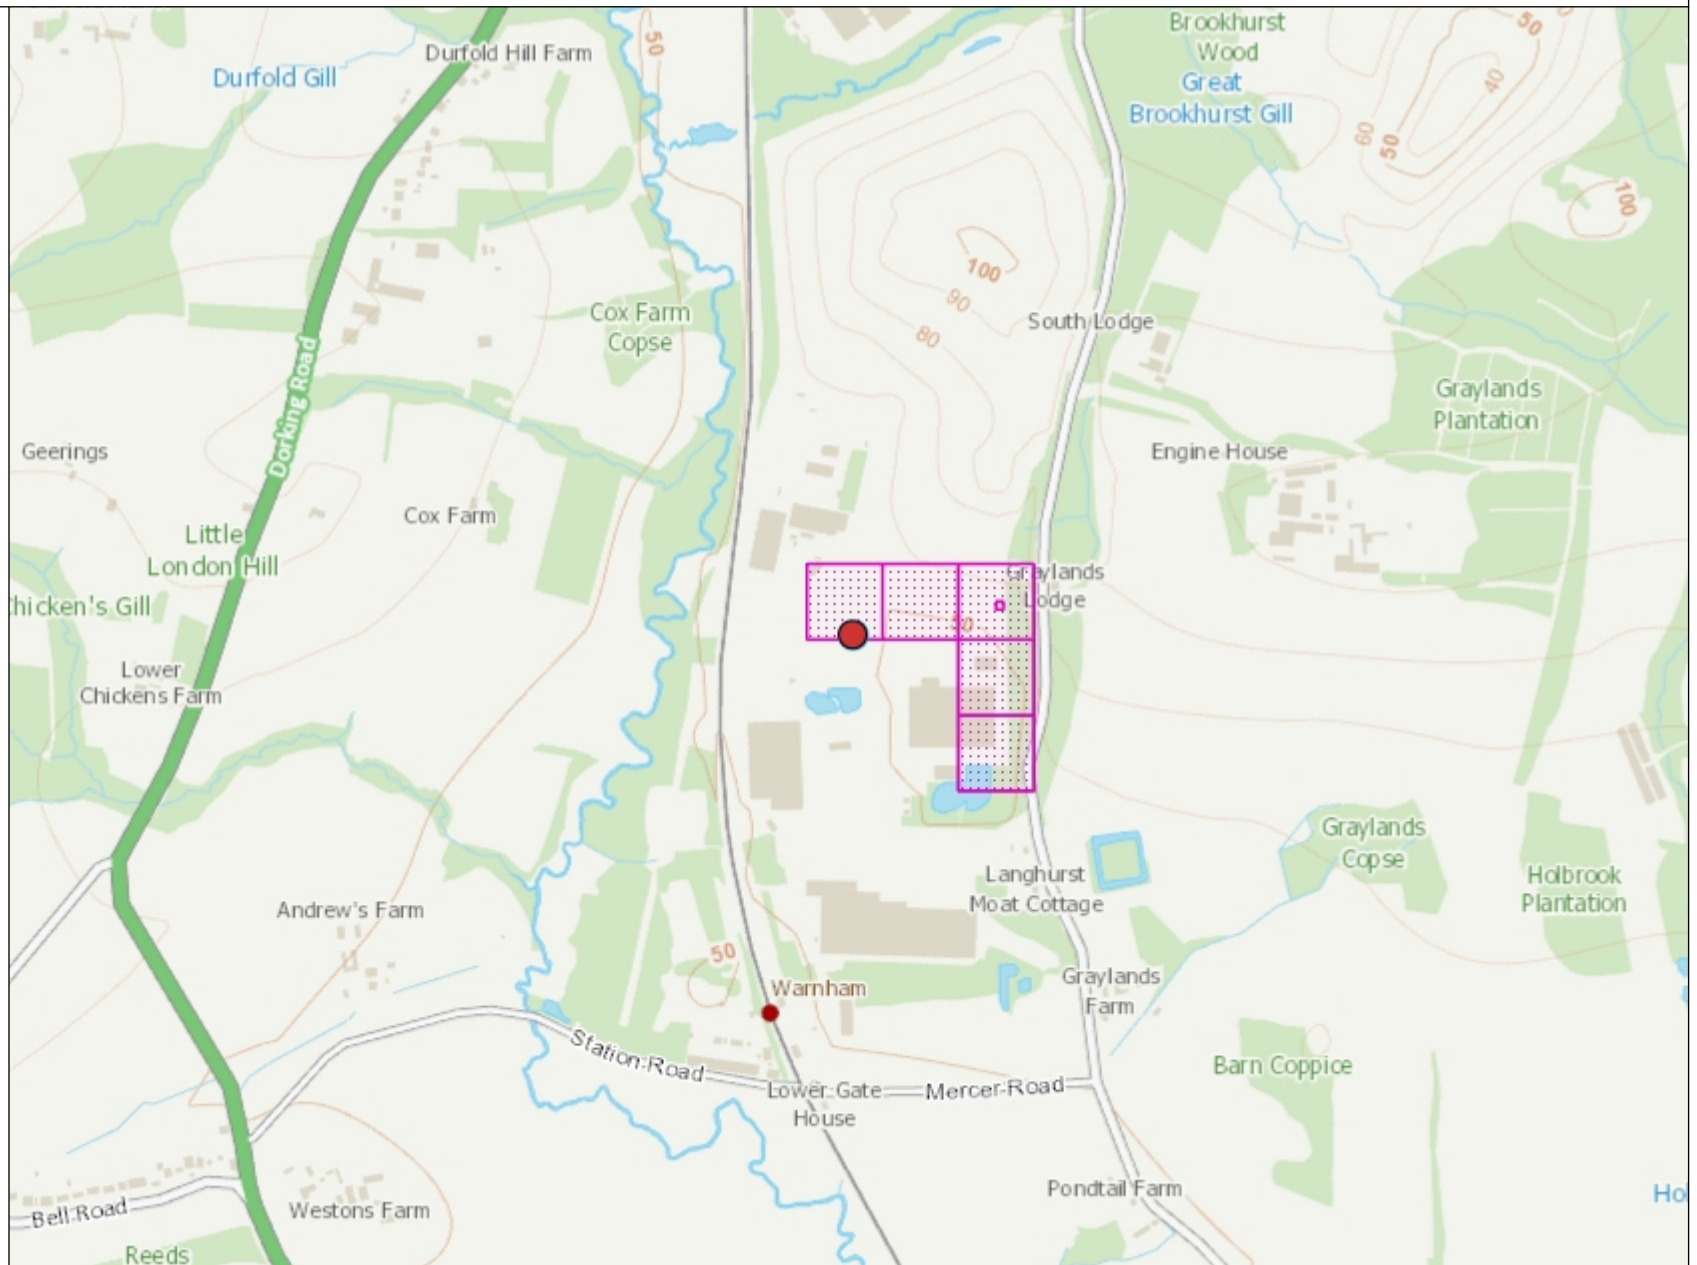 Brookhurst
Wood
50
50
Durfold Hill Farm
Durfold Gill
Great
Brookhurst Gill
40
60
50
100
100
90
80
Cox Farm
Copse
South Lodge
Dorking Road
Graylands
Plantation
Geerings
Engine House
Cox Farm
Little
London Hill
Graylands
Lodge
hicken's Gill
50
Lower
Chickens Farm
Graylands
Copse
Langhurst
Moat Cottage
Holbrook
Plantation
Andrew's Farm
50
Warnham
Graylands
Farm
Station Road
Barn Coppice
Lower Gate
House
Mercer Road
Pondtail Farm
Hol
Bell Road
Westons Farm
Reeds